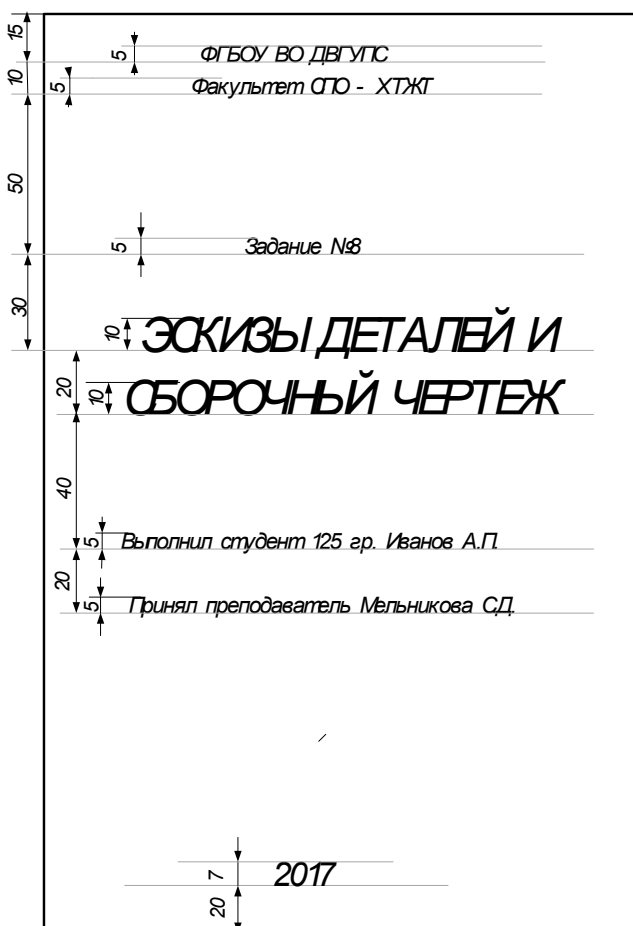 15
5 ФГБОУ ВО ДВГУПС
10
5 Факультет СПО - ХТЖТ
50
5 Задание №8
30
10 ЭСКИЗЫ ДЕТАЛЕЙ И
20
10 СБОРОЧНЫЙ ЧЕРТЕЖ
40
5 Выполнил студент 125 гр. Иванов А.П.
20
5 Принял преподаватель Мельникова С.Д.
7 2017
20